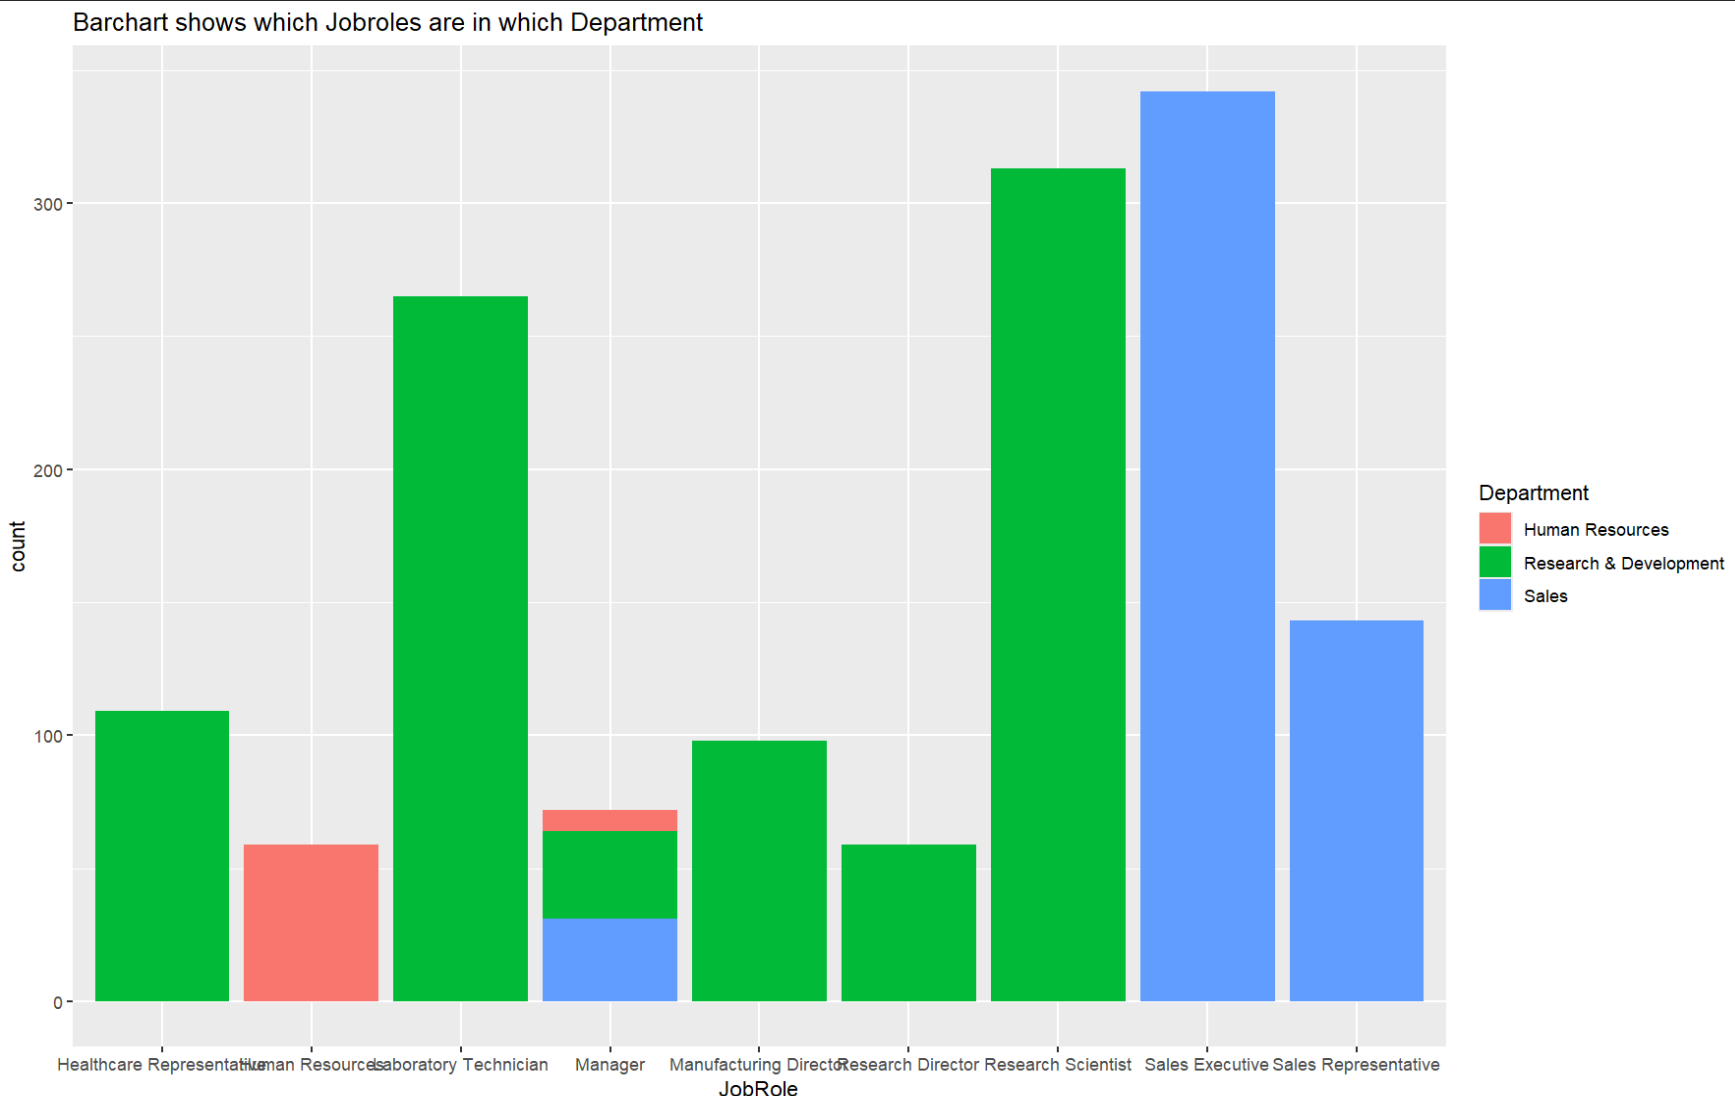 Barchart shows which Jobroles are in which Department
300
200
100
0
count
Healthcare Representative Human Resources Laboratory Technician Manager Manufacturing Director Research Director Research Scientist Sales Executive Sales Representative
JobRole
Department
Human Resources
Research & Development
Sales